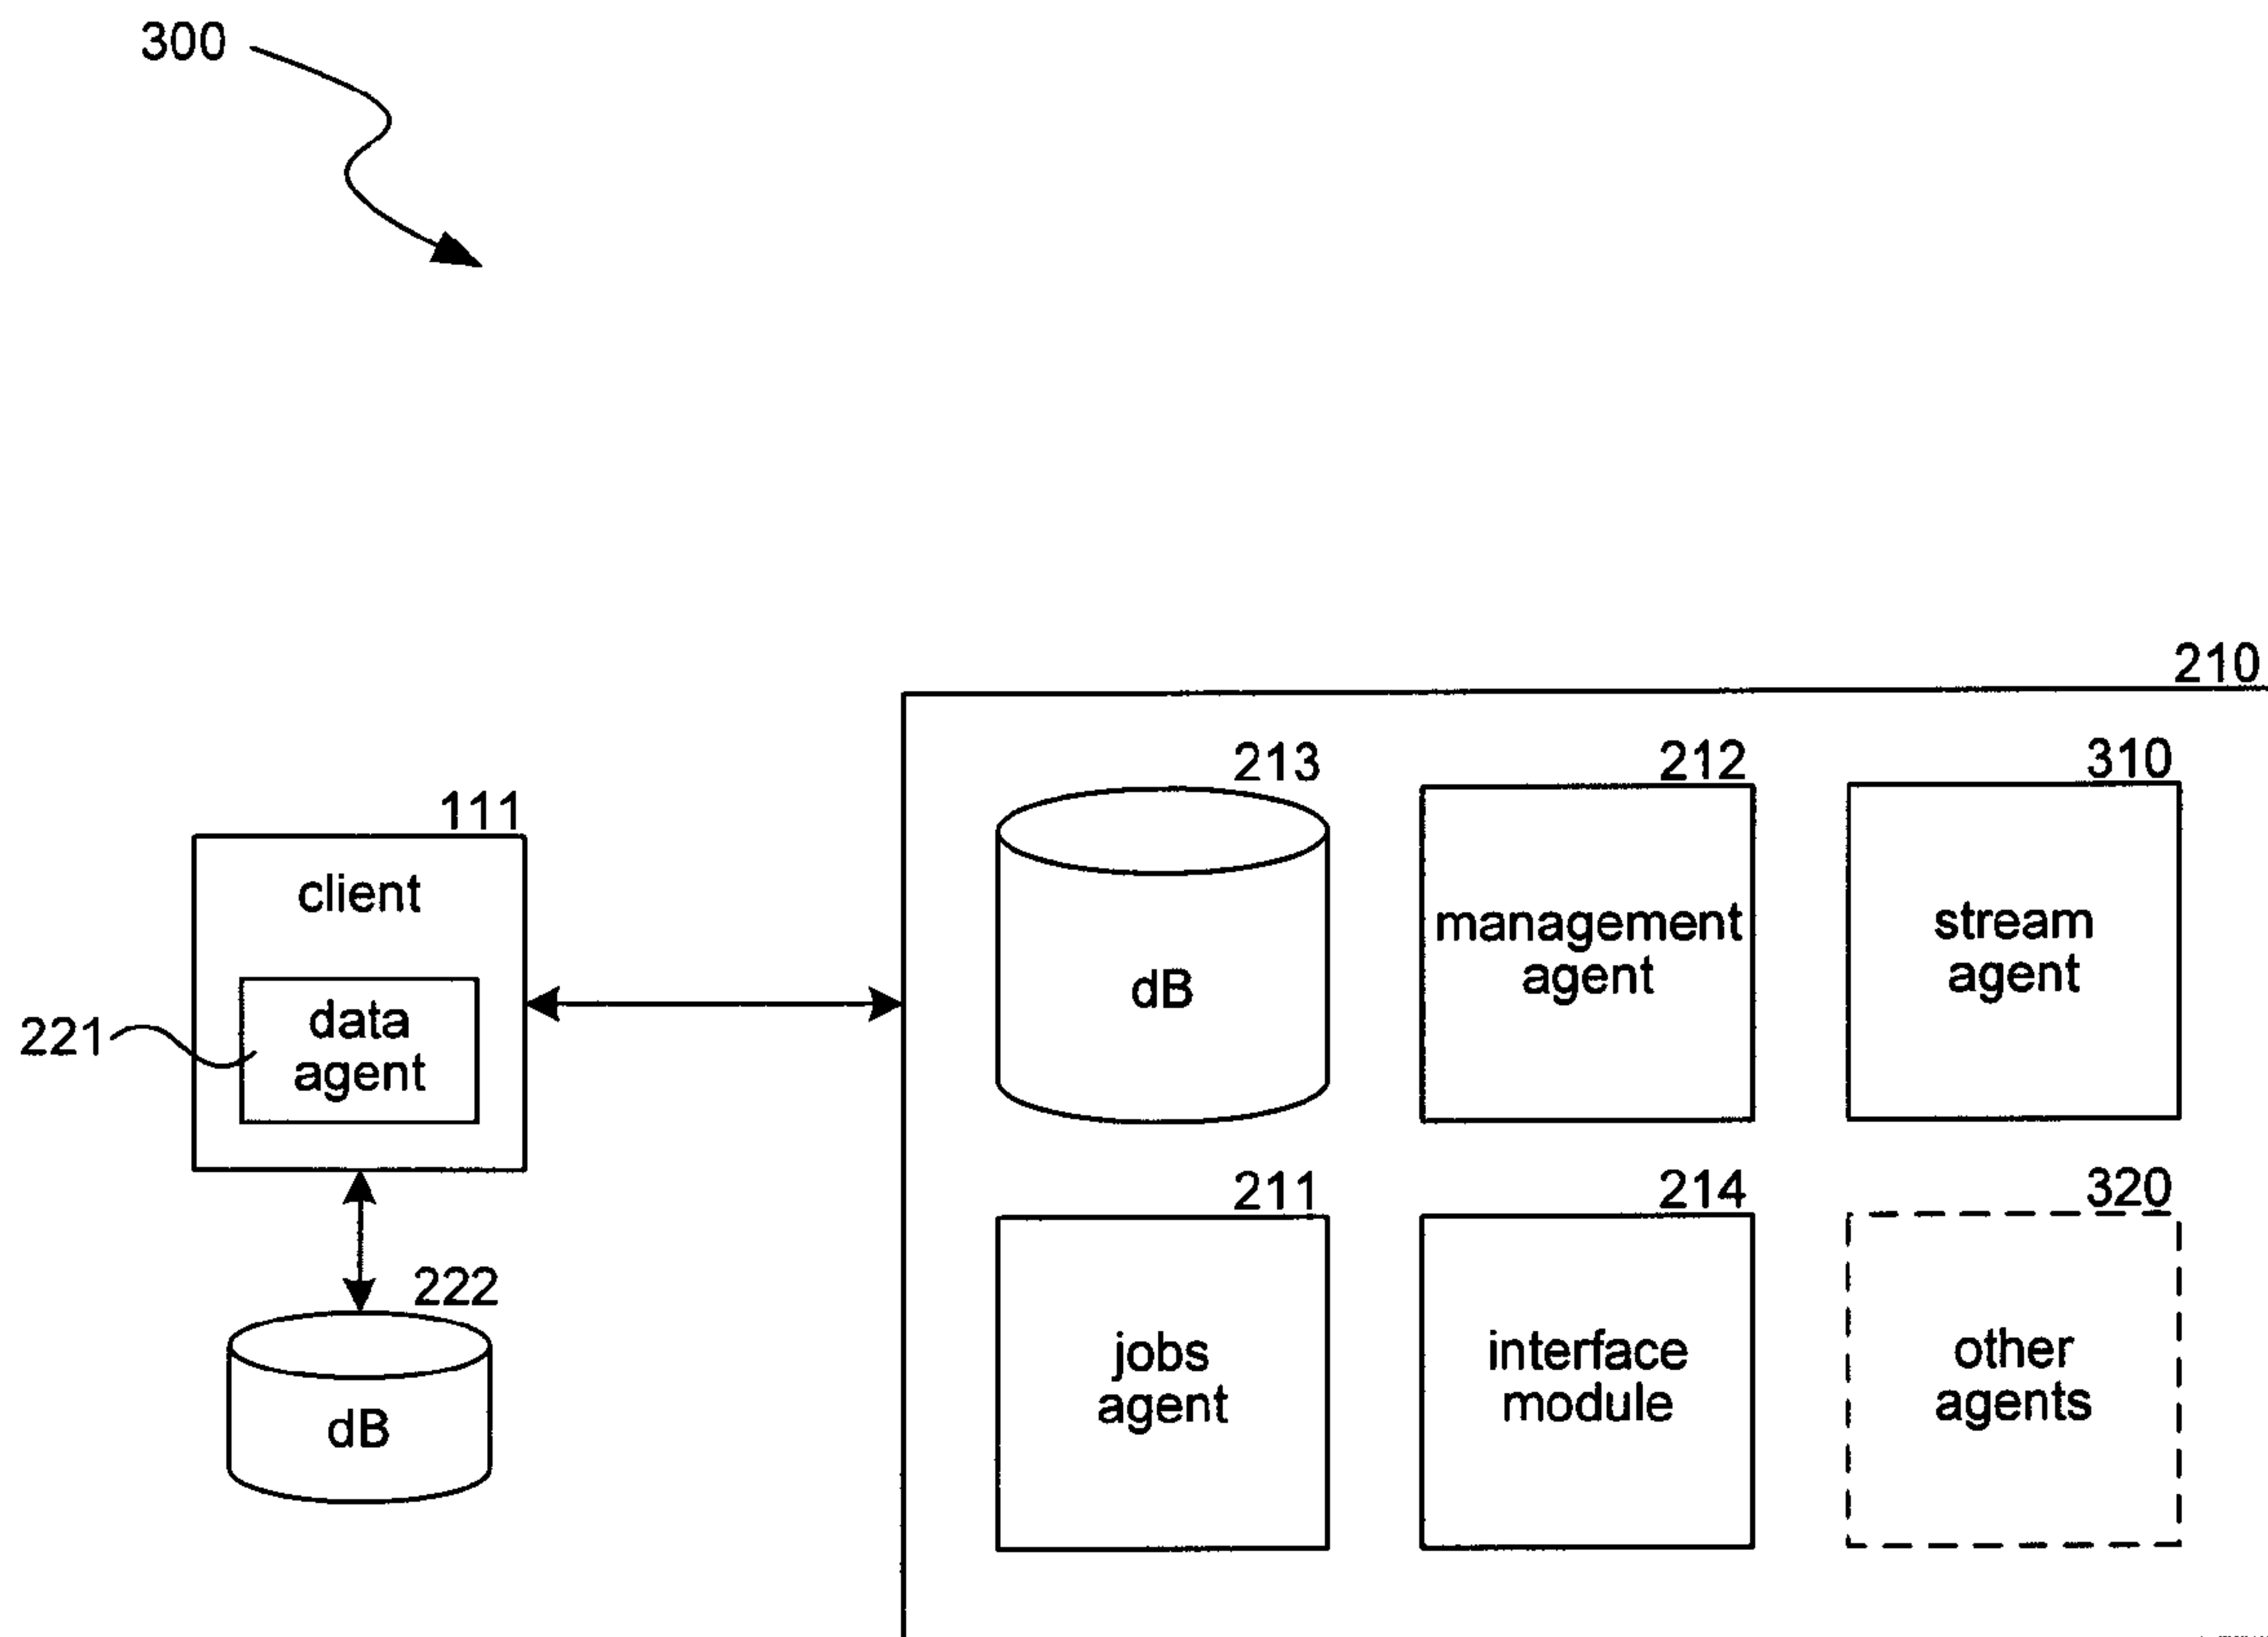 300
210
213
212
310
111
client
management
agent
stream
agent
dB
data
agent
221
211
214
320
222
jobs
agent
interface
module
other
agents
dB